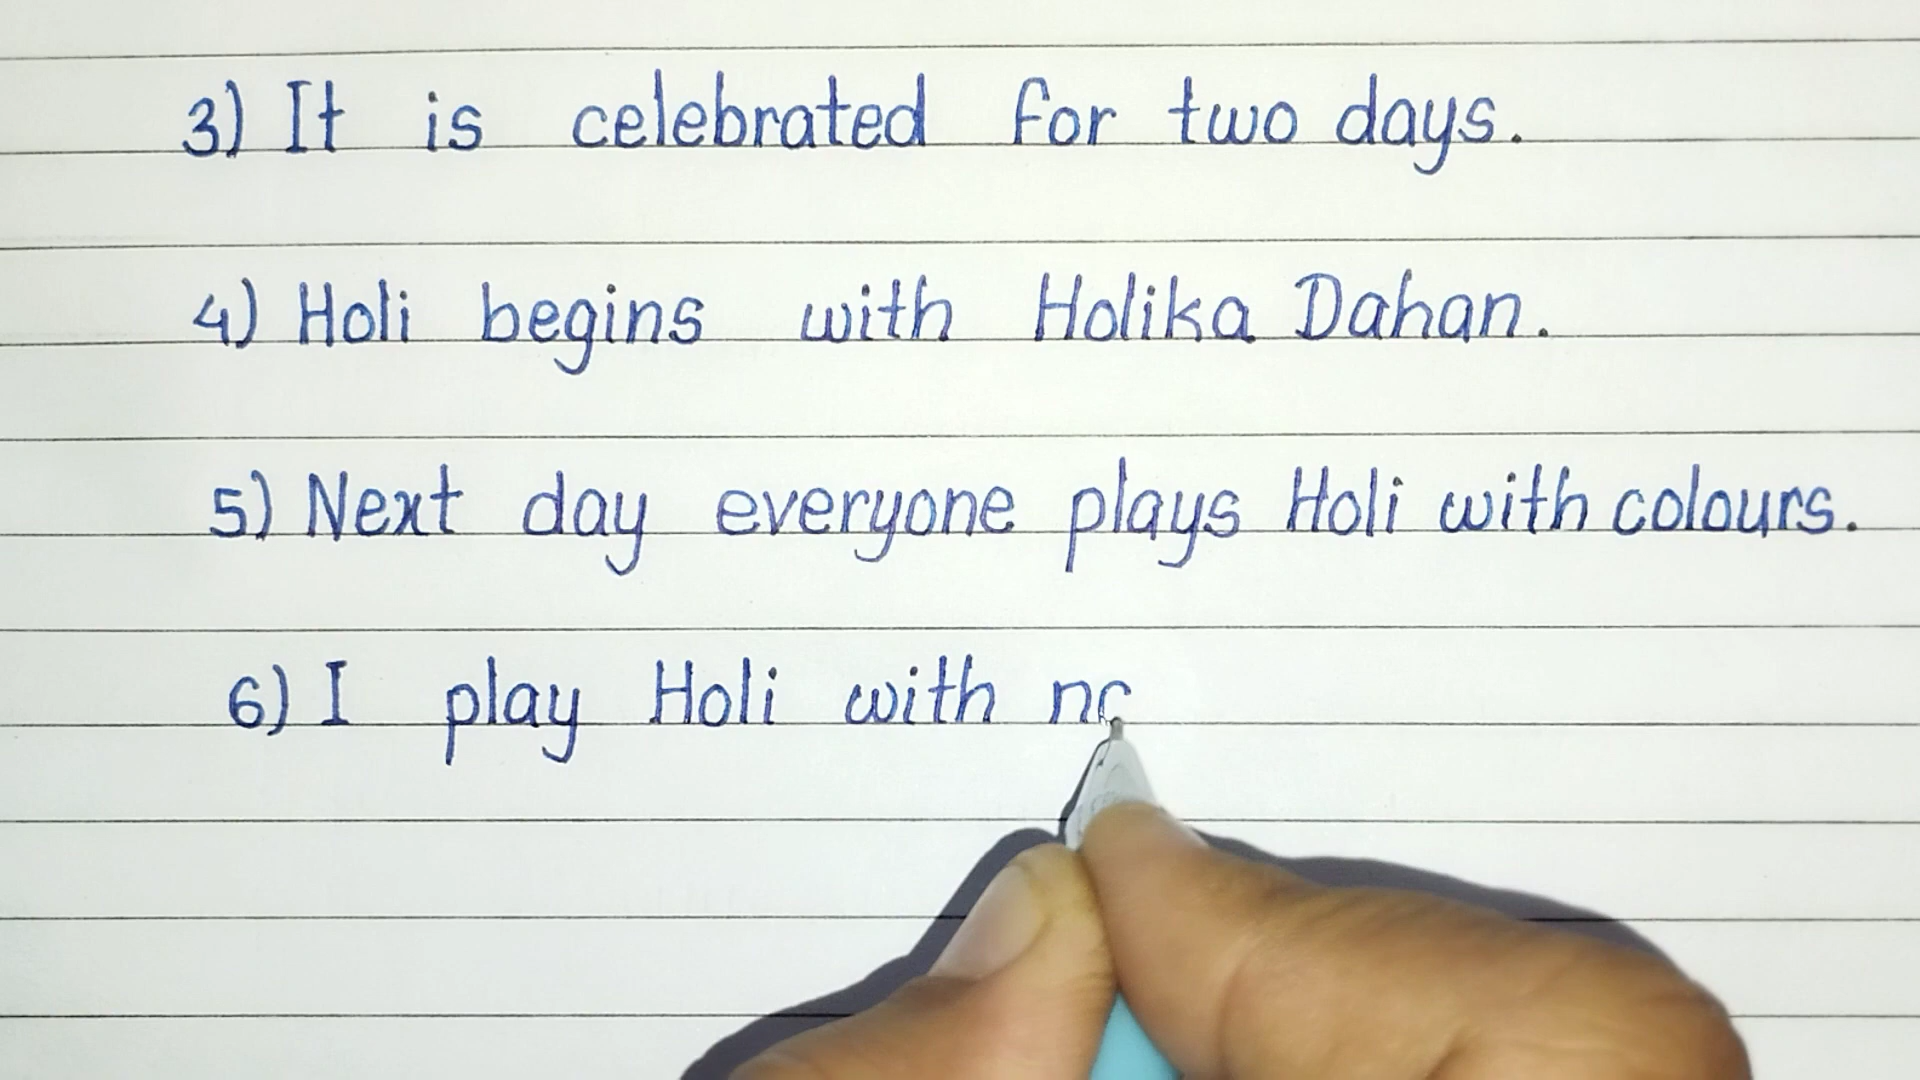 3) It is celebrated for two days.
4) Holi begins with Holika Dahan.
5) Next day everyone plays Holi with colours.
6) I play Holi with